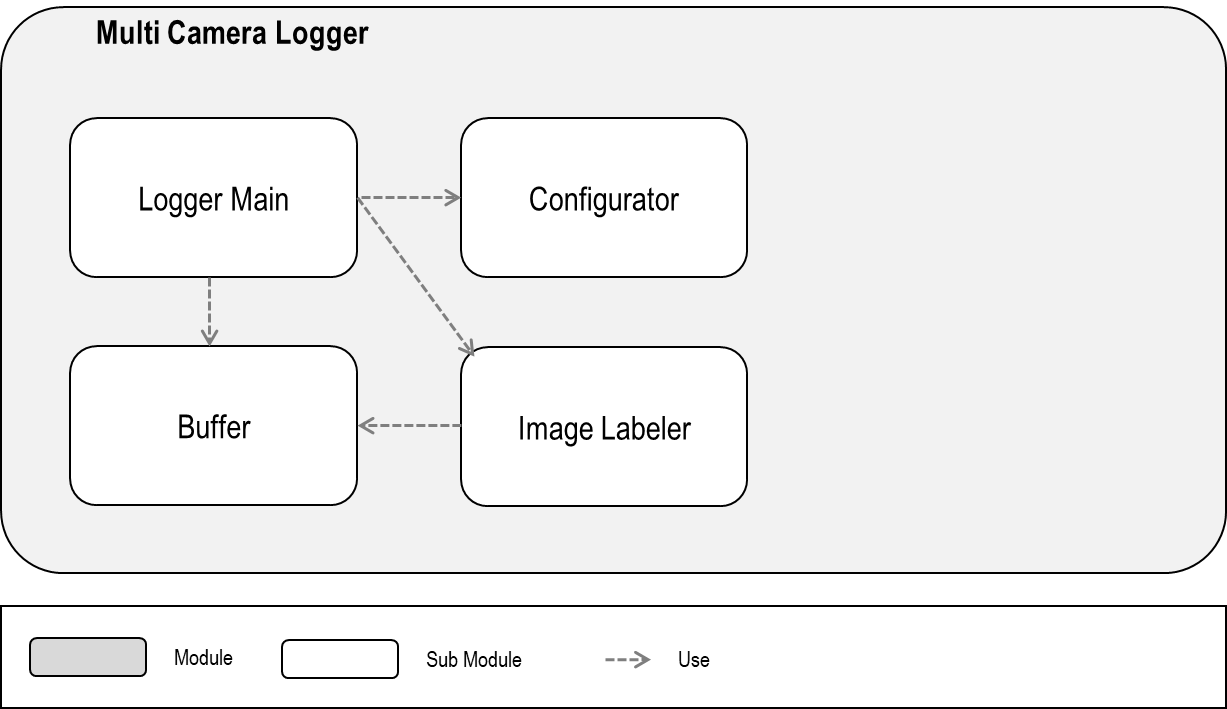 Multi Camera Logger
Logger Main
Configurator
Buffer
Image Labeler
Module
Sub Module
Use